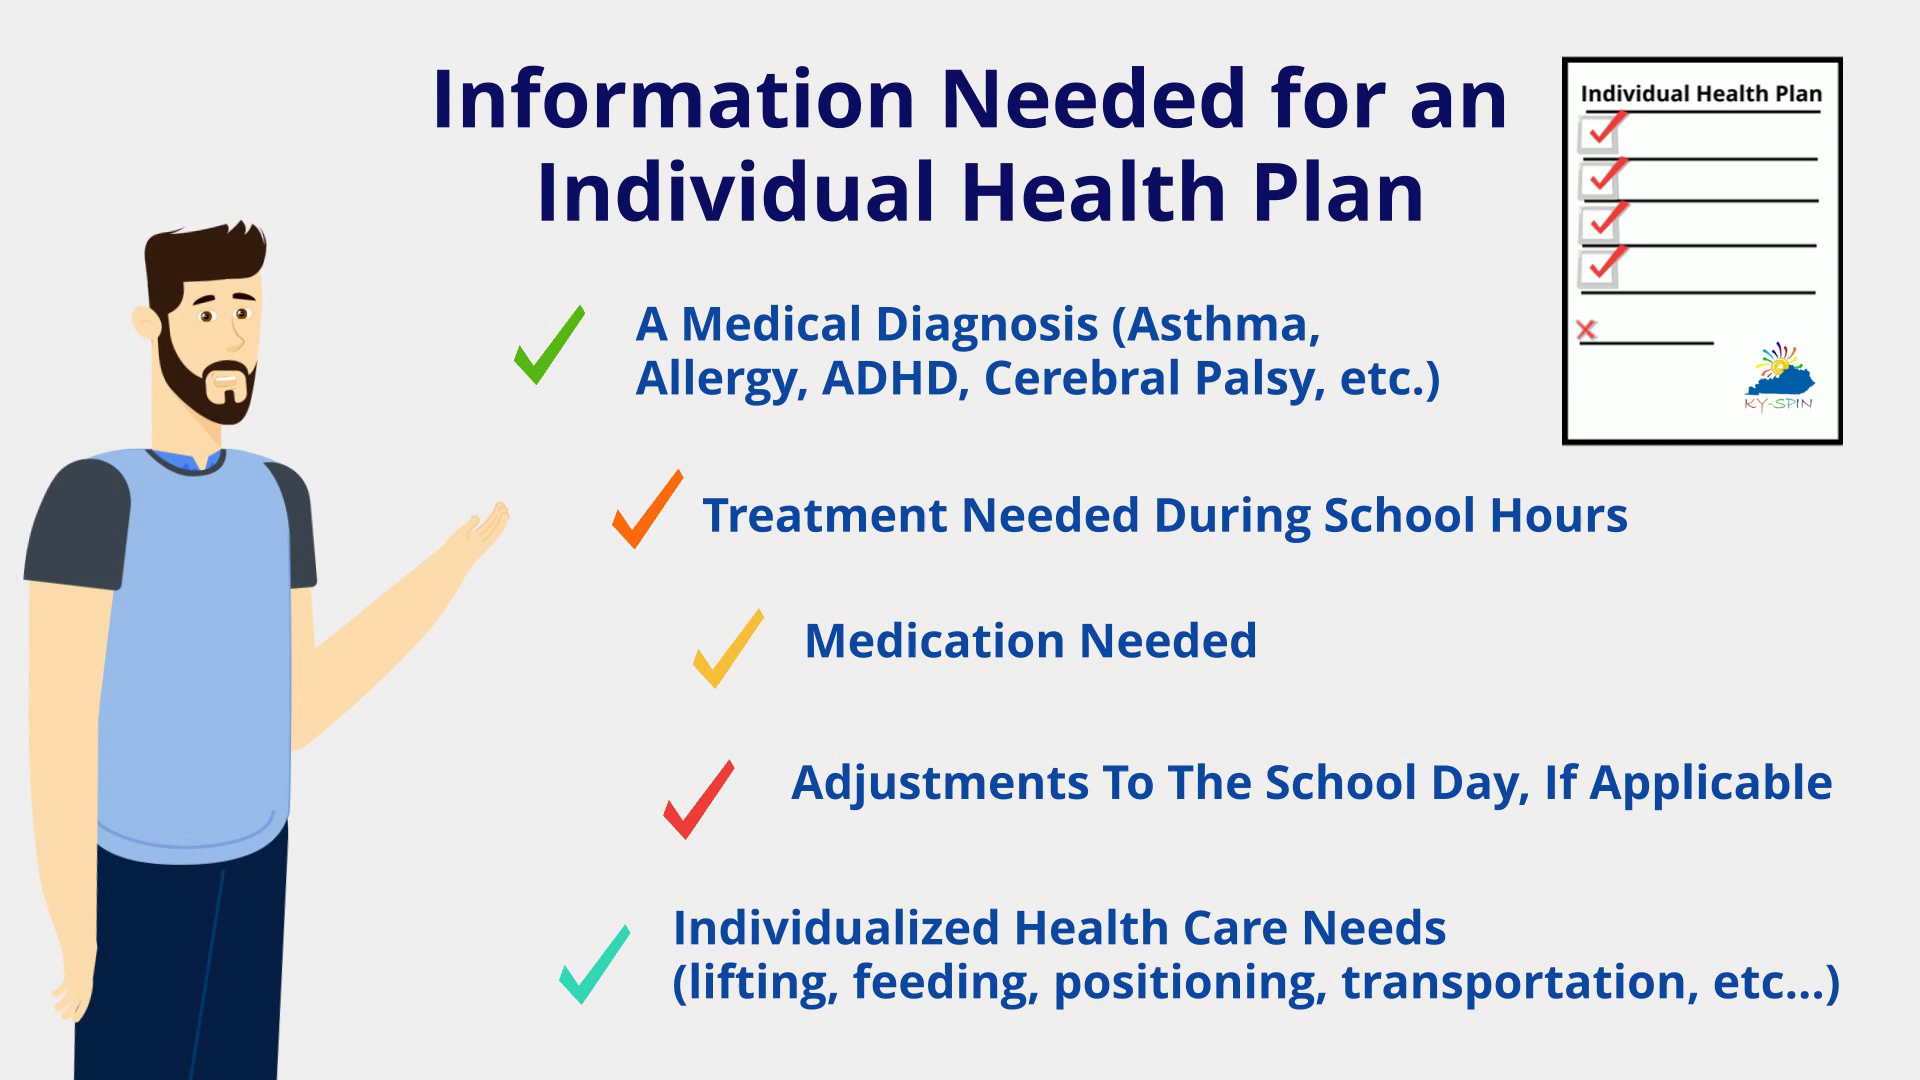 Information Needed for an
Individual Health Plan
Individual Health Plan
KY-SPIN
A Medical Diagnosis (Asthma,
Allergy, ADHD, Cerebral Palsy, etc.)
Treatment Needed During School Hours
Medication Needed
Adjustments To The School Day, If Applicable
Individualized Health Care Needs
(lifting, feeding, positioning, transportation, etc...)